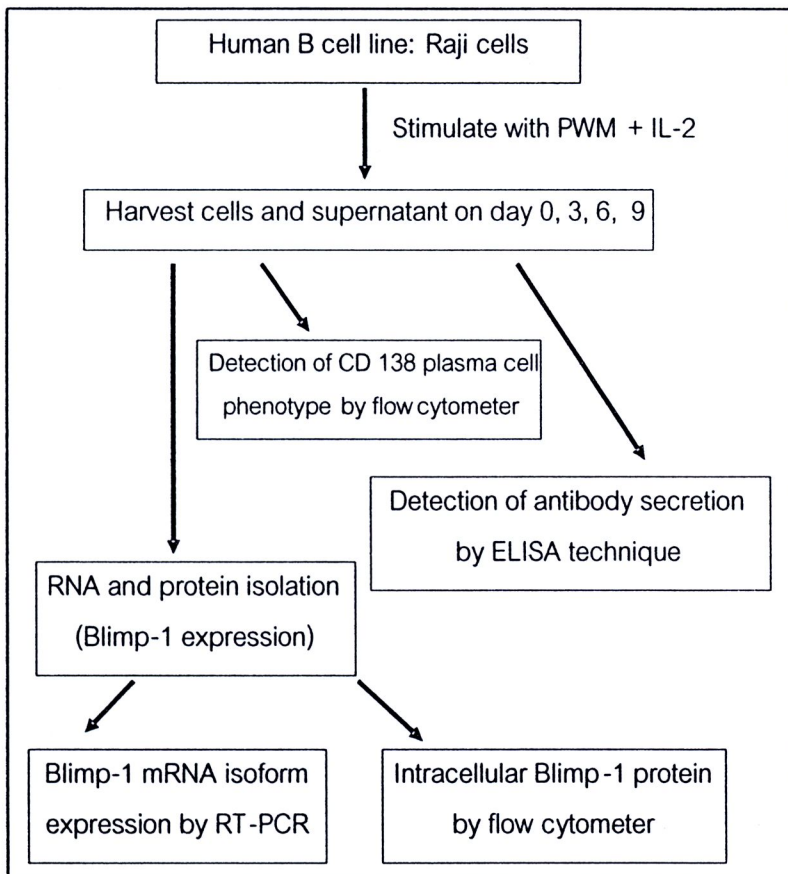 Human B cell line: Raji cells
Stimulate with PWM + IL-2
Harvest cells and supernatant on day 0, 3, 6, 9
Detection of CD 138 plasma cell
phenotype by flow cytometer
Detection of antibody secretion
by ELISA technique
RNA and protein isolation
(Blimp-1 expression)
Blimp-1 mRNA isoform
expression by RT-PCR
Intracellular Blimp-1 protein
by flow cytometer